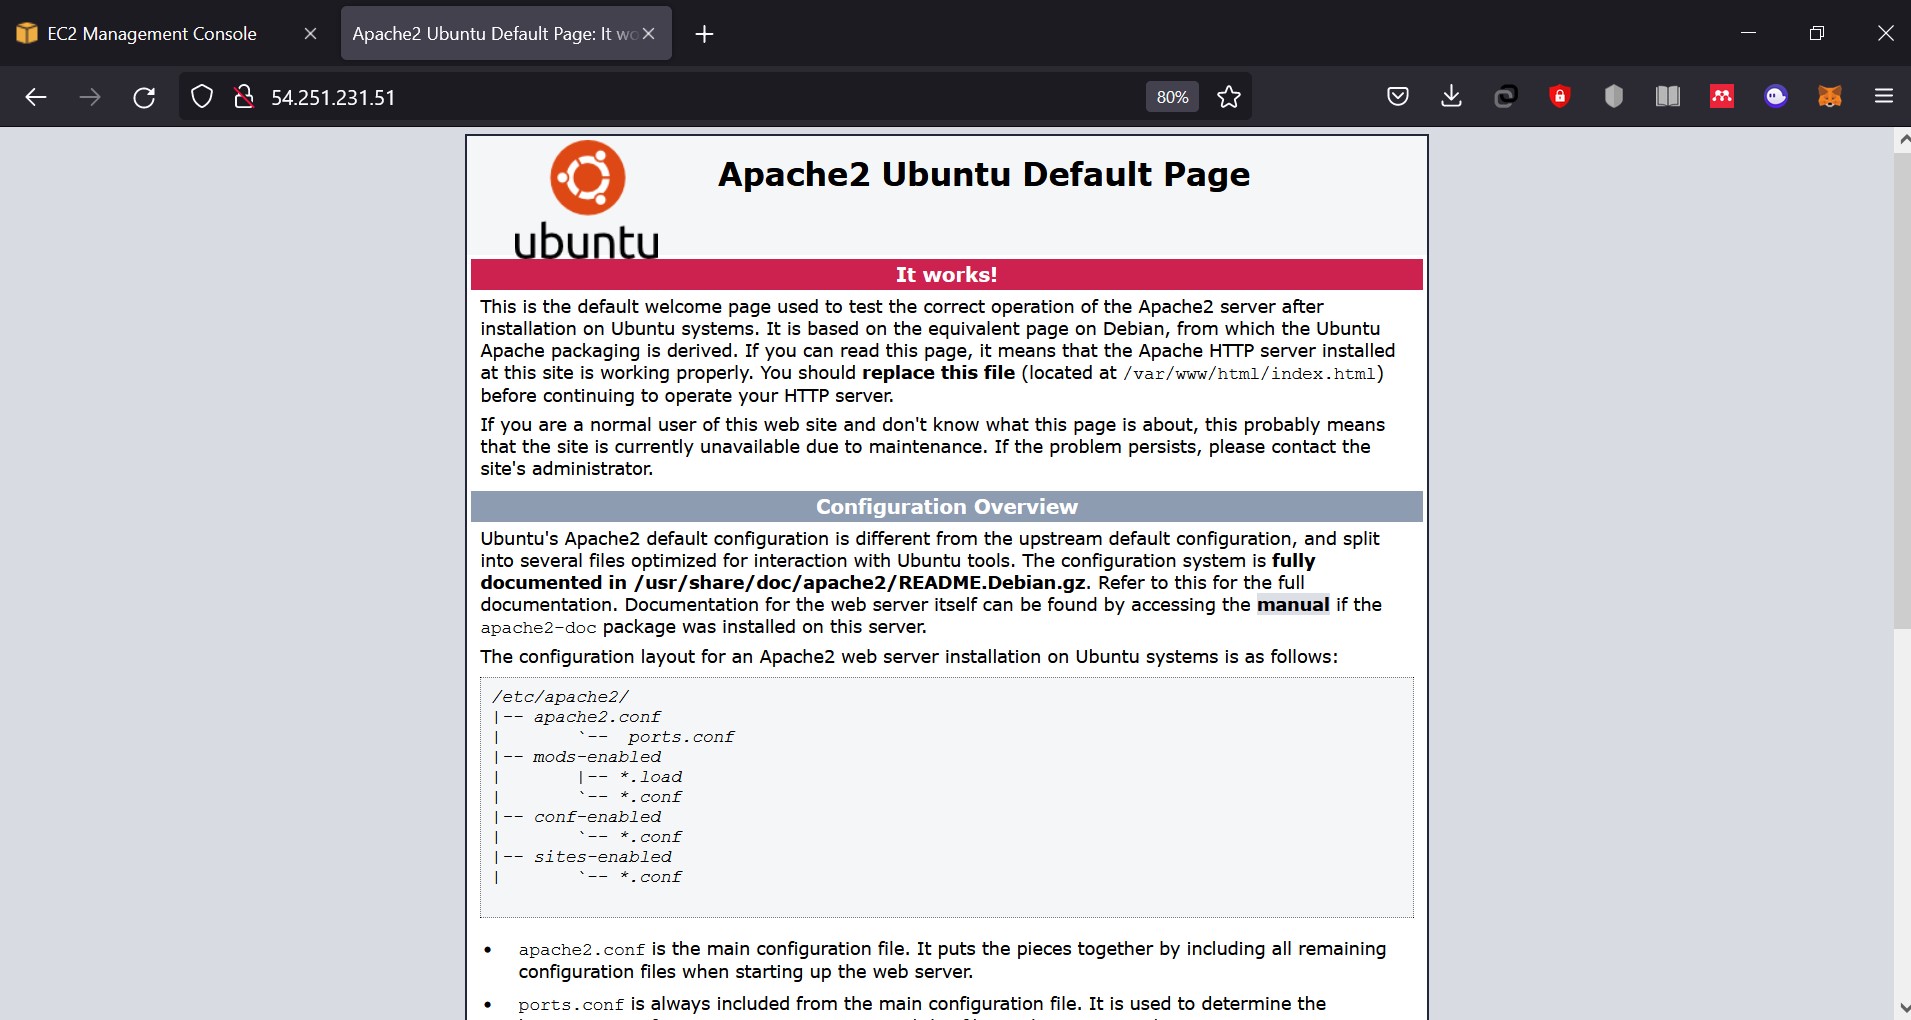 EC2 Management Console
Apache2 Ubuntu Default Page: It wo
54.251.231.51
80%
ubuntu
Apache2 Ubuntu Default Page
It works!
This is the default welcome page used to test the correct operation of the Apache2 server after
installation on Ubuntu systems. It is based on the equivalent page on Debian, from which the Ubuntu
Apache packaging is derived. If you can read this page, it means that the Apache HTTP server installed
at this site is working properly. You should replace this file (located at /var/www/html/index.html)
before continuing to operate your HTTP server.
If you are a normal user of this web site and don't know what this page is about, this probably means
that the site is currently unavailable due to maintenance. If the problem persists, please contact the
site's administrator.
Configuration Overview
Ubuntu's Apache2 default configuration is different from the upstream default configuration, and split
into several files optimized for interaction with Ubuntu tools. The configuration system is fully
documented in /usr/share/doc/apache2/README.Debian.gz. Refer to this for the full
documentation. Documentation for the web server itself can be found by accessing the manual if the
apache2-doc package was installed on this server.
The configuration layout for an Apache2 web server installation on Ubuntu systems is as follows:
/etc/apache2/
|-- apache2.conf
|       `--  ports.conf
|-- mods-enabled
|       |-- *.load
|       `-- *.conf
|-- conf-enabled
|       `-- *.conf
|-- sites-enabled
|       `-- *.conf
• apache2.conf is the main configuration file. It puts the pieces together by including all remaining
configuration files when starting up the web server.
• ports.conf is always included from the main configuration file. It is used to determine the